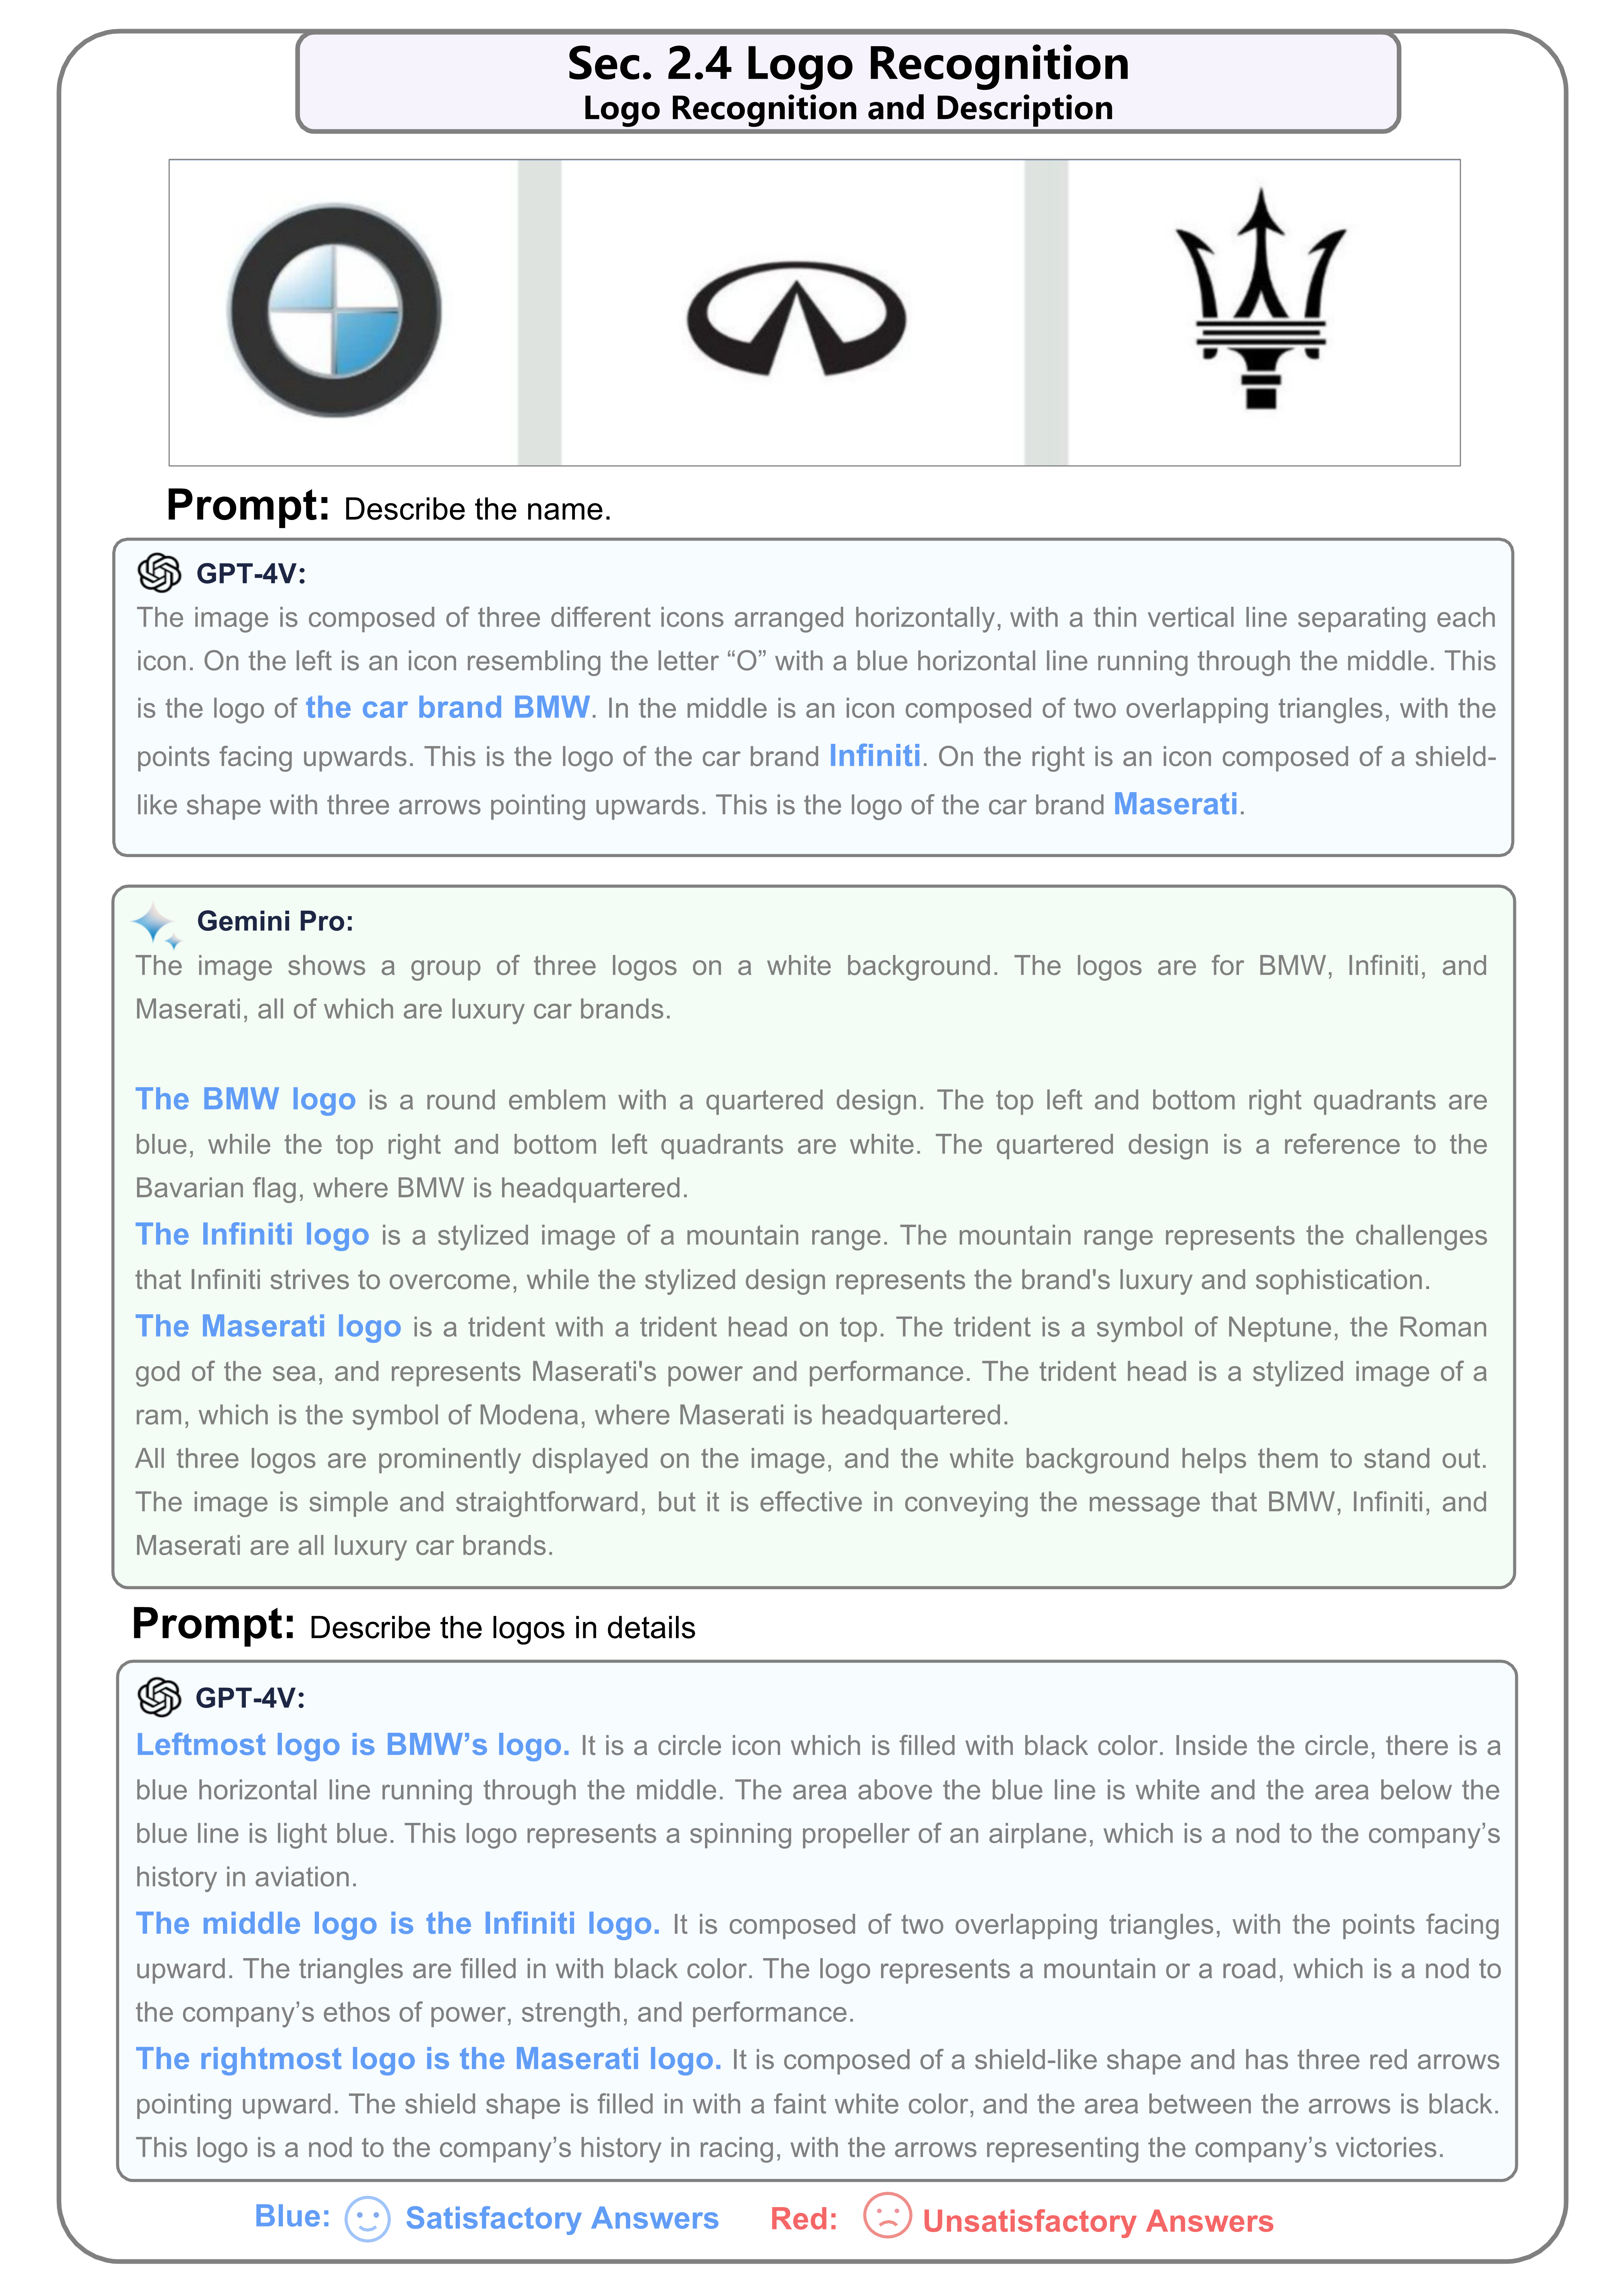 Sec. 2.4 Logo Recognition
Logo Recognition and Description
Prompt: Describe the name.
GPT-4V:
The image is composed of three different icons arranged horizontally, with a thin vertical line separating each
icon. On the left is an icon resembling the letter “O” with a blue horizontal line running through the middle. This
is the logo of the car brand BMW. In the middle is an icon composed of two overlapping triangles, with the
points facing upwards. This is the logo of the car brand Infiniti. On the right is an icon composed of a shield-
like shape with three arrows pointing upwards. This is the logo of the car brand Maserati.
Gemini Pro:
The image shows a group of three logos on a white background. The logos are for BMW, Infiniti, and
Maserati, all of which are luxury car brands.
The BMW logo is a round emblem with a quartered design. The top left and bottom right quadrants are
blue, while the top right and bottom left quadrants are white. The quartered design is a reference to the
Bavarian flag, where BMW is headquartered.
The Infiniti logo is a stylized image of a mountain range. The mountain range represents the challenges
that Infiniti strives to overcome, while the stylized design represents the brand's luxury and sophistication.
The Maserati logo is a trident with a trident head on top. The trident is a symbol of Neptune, the Roman
god of the sea, and represents Maserati's power and performance. The trident head is a stylized image of a
ram, which is the symbol of Modena, where Maserati is headquartered.
All three logos are prominently displayed on the image, and the white background helps them to stand out.
The image is simple and straightforward, but it is effective in conveying the message that BMW, Infiniti, and
Maserati are all luxury car brands.
Prompt: Describe the logos in details
GPT-4V:
Leftmost logo is BMW’s logo. It is a circle icon which is filled with black color. Inside the circle, there is a
blue horizontal line running through the middle. The area above the blue line is white and the area below the
blue line is light blue. This logo represents a spinning propeller of an airplane, which is a nod to the company’s
history in aviation.
The middle logo is the Infiniti logo. It is composed of two overlapping triangles, with the points facing
upward. The triangles are filled in with black color. The logo represents a mountain or a road, which is a nod to
the company’s ethos of power, strength, and performance.
The rightmost logo is the Maserati logo. It is composed of a shield-like shape and has three red arrows
pointing upward. The shield shape is filled in with a faint white color, and the area between the arrows is black.
This logo is a nod to the company’s history in racing, with the arrows representing the company’s victories.
Blue: Satisfactory Answers Red: Unsatisfactory Answers